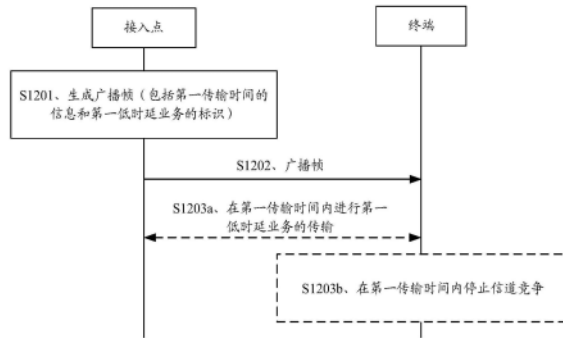 接入点
终端
S1201、生成广播帧（包括第一传输时间的
信息和第一低时延业务的标识）
S1202、广播帧
S1203a、在第一传输时间内进行第一
低时延业务的传输
S1203b、在第一传输时间内停止信道竞争